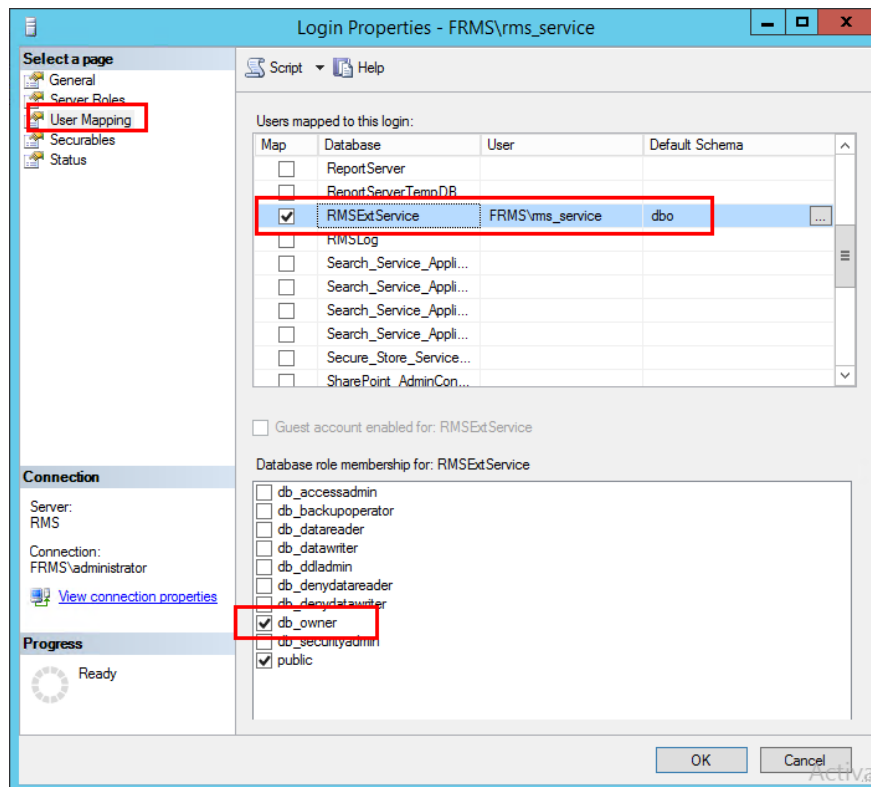 Login Properties - FRMS\rms_service
Select a page
General
Server Roles
User Mapping
Securables
Status
Script Help
Users mapped to this login:
Map Database User Default Schema
ReportServer
ReportServerTempDB
RMSExtService FRMS\rms_service dbo ...
RMSLog
Search_Service_Appli...
Search_Service_Appli...
Search_Service_Appli...
Search_Service_Appli...
Secure_Store_Service...
SharePoint_AdminCon...
Guest account enabled for: RMSExtService
Database role membership for: RMSExtService
db_accessadmin
db_backupoperator
db_datareader
db_datawriter
db_ddladmin
db_denydatareader
db_denydatawriter
db_owner
db_securityadmin
public
Connection
Server:
RMS
Connection:
FRMS\administrator
View connection properties
Progress
Ready
OK Cancel
Activa